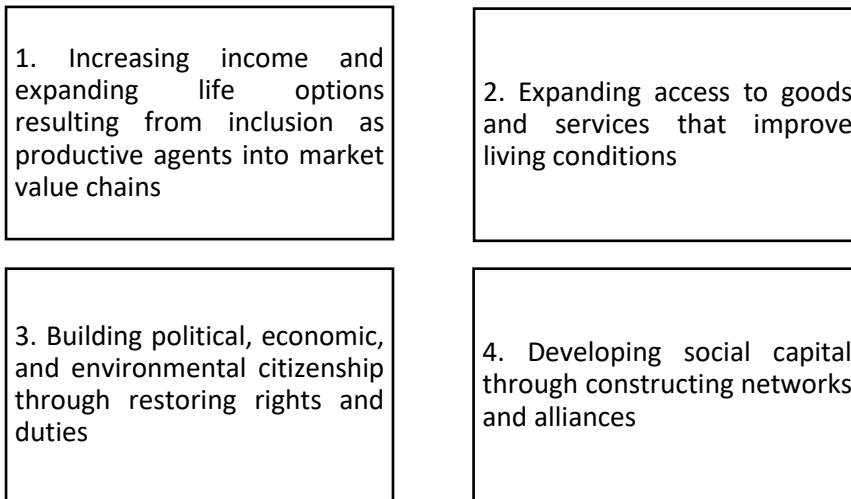 1. Increasing income and
expanding life options
resulting from inclusion as
productive agents into market
value chains
2. Expanding access to goods
and services that improve
living conditions
3. Building political, economic,
and environmental citizenship
through restoring rights and
duties
4. Developing social capital
through constructing networks
and alliances